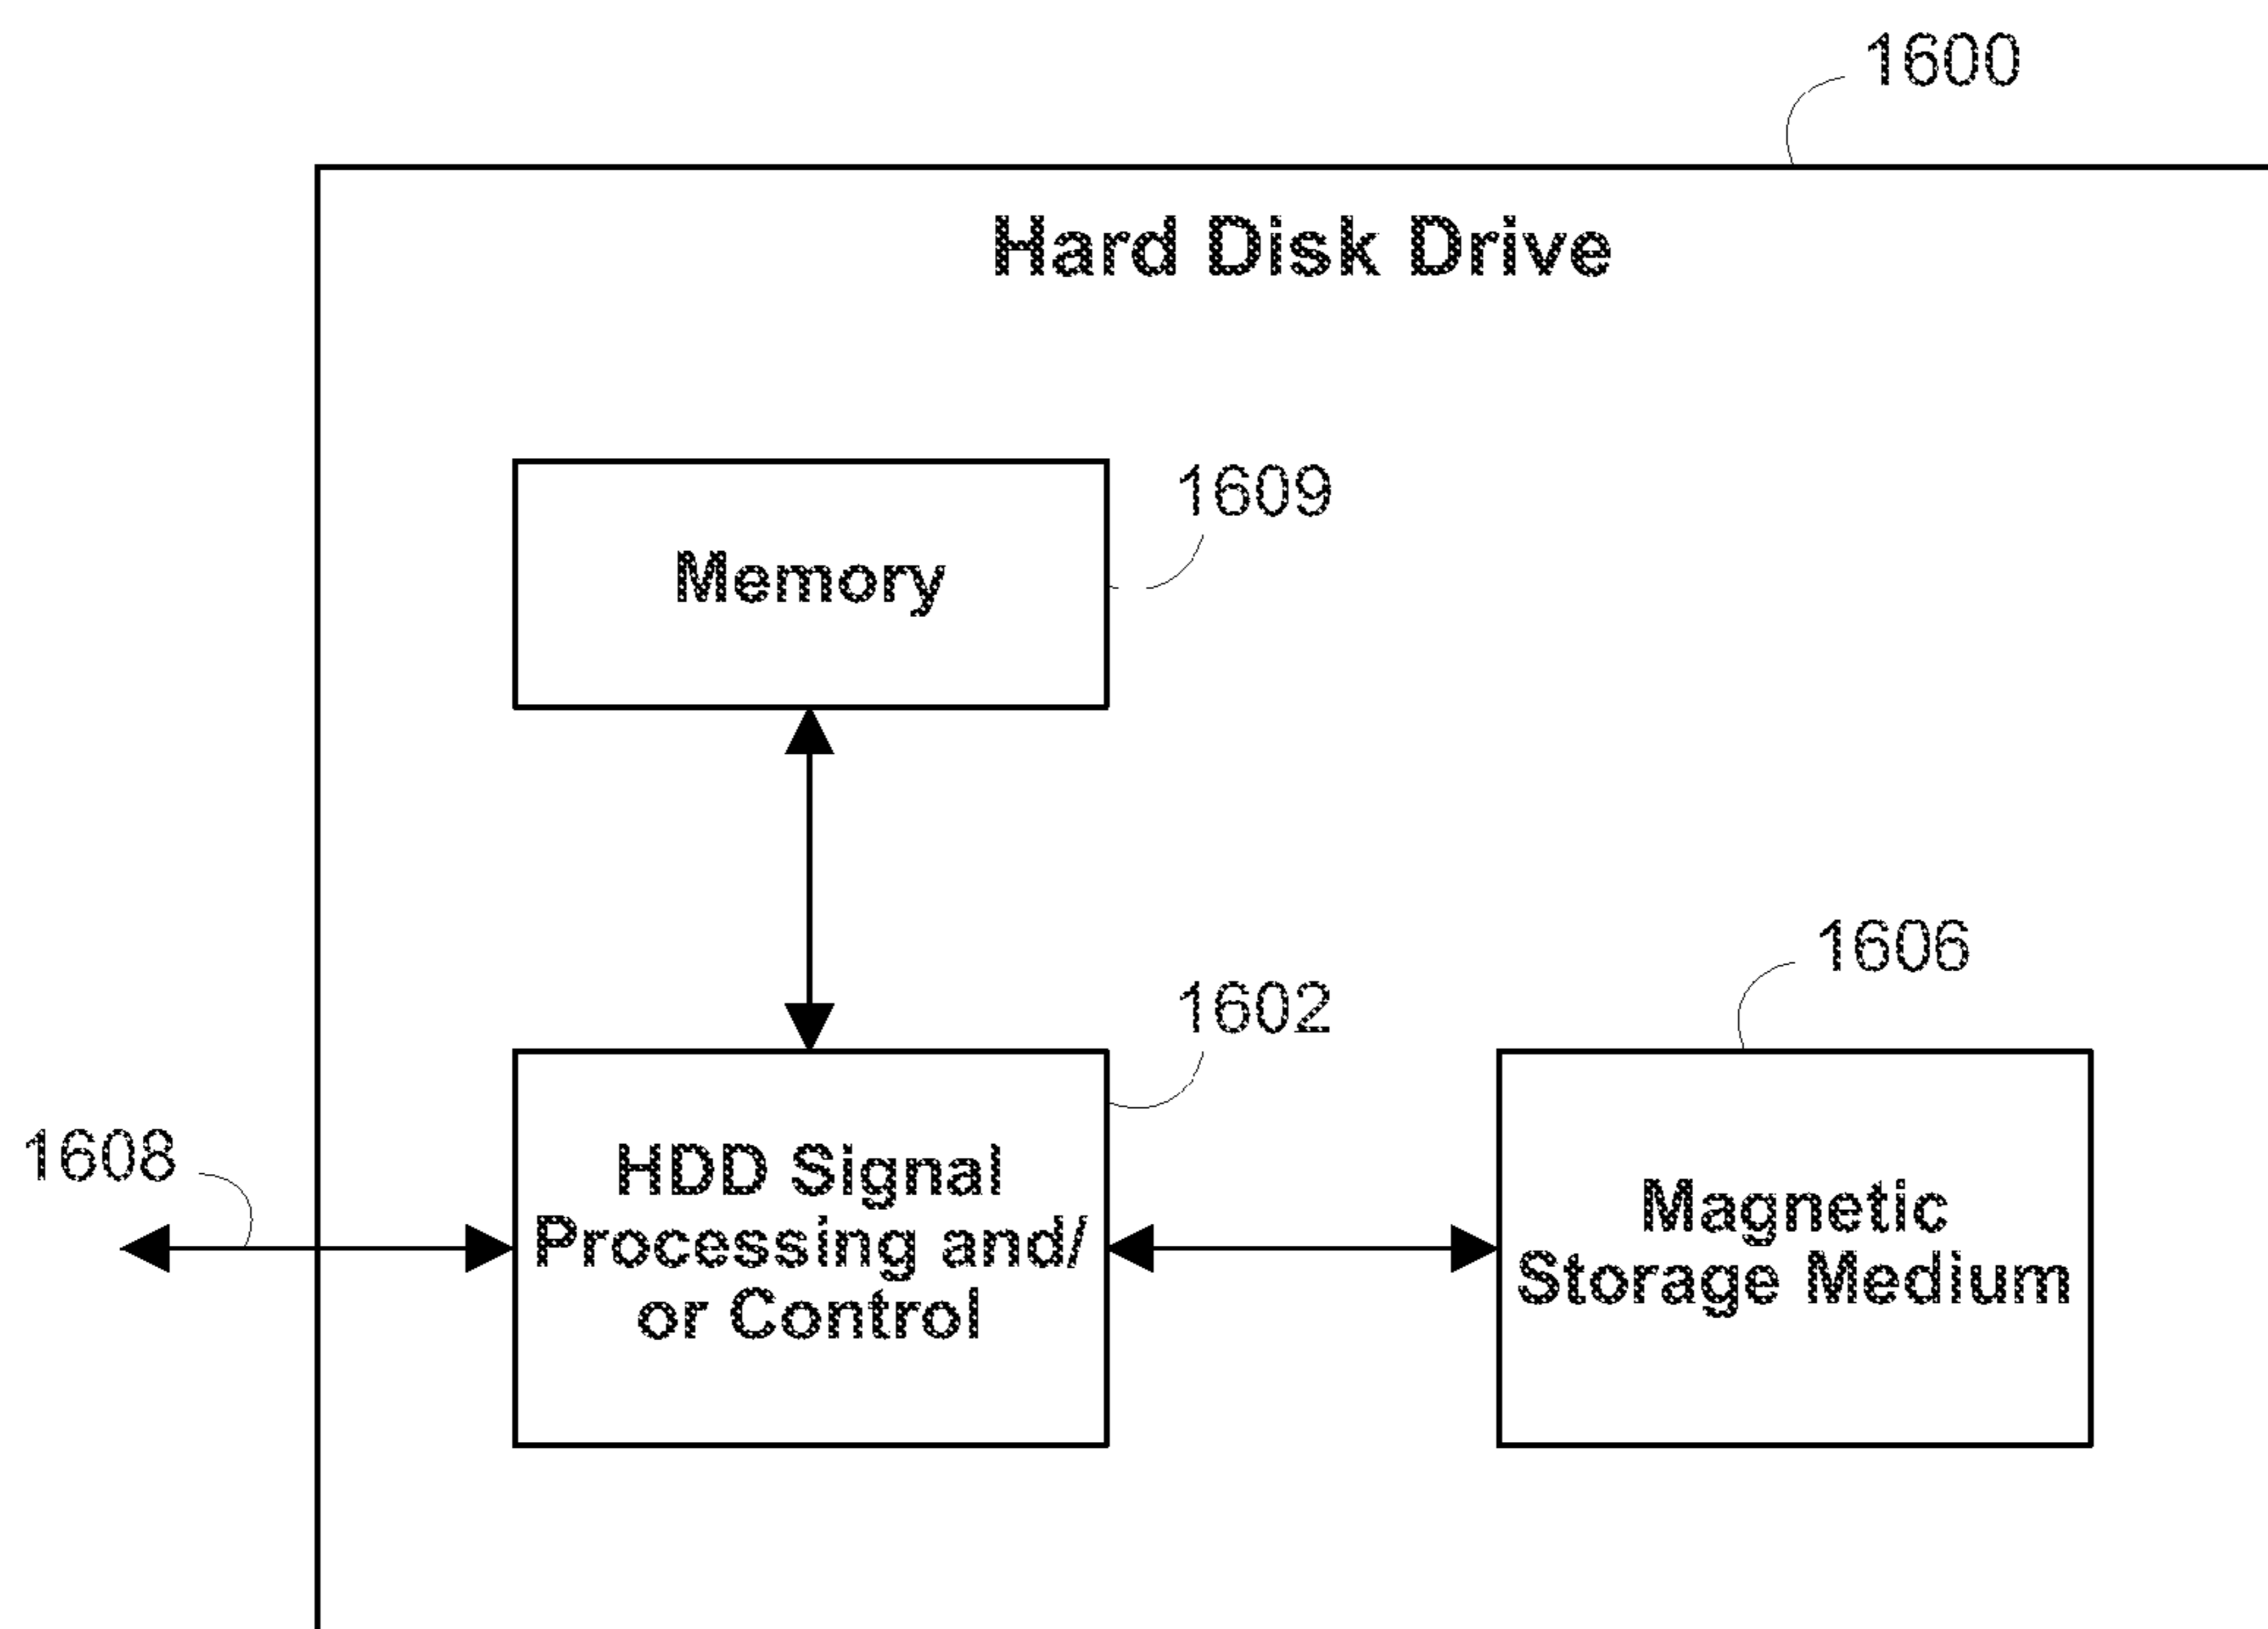 1600
Hard Disk Drive
1609
Memory
1606
1602
1608
HDD Signal
Processing and/
or Control
Magnetic
Storage Medium